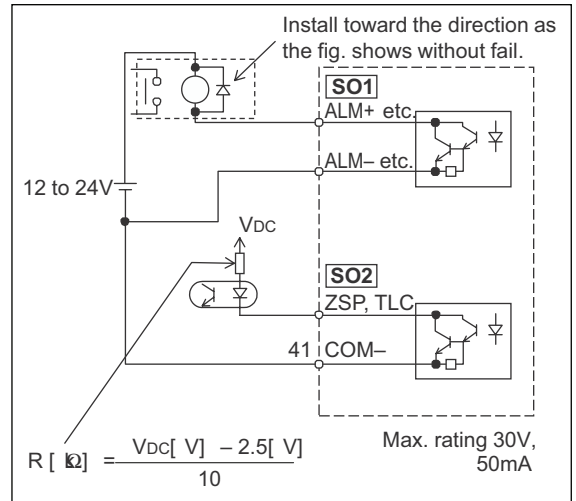 Install toward the direction as
the fig. shows without fail.
SO1
ALM+ etc.
ALM– etc.
12 to 24V
VDC
SO2
ZSP, TLC
41 COM–
R [ kΩ] = VDC[ V] – 2.5[ V]
10
Max. rating 30V,
50mA